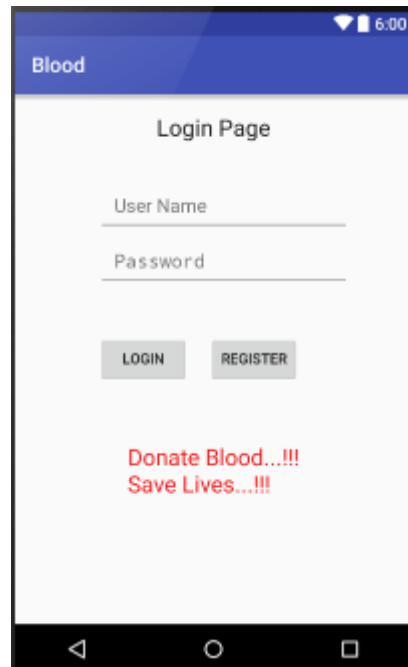 6:00
Blood
Login Page
User Name
Password
LOGIN REGISTER
Donate Blood...!!!
Save Lives...!!!